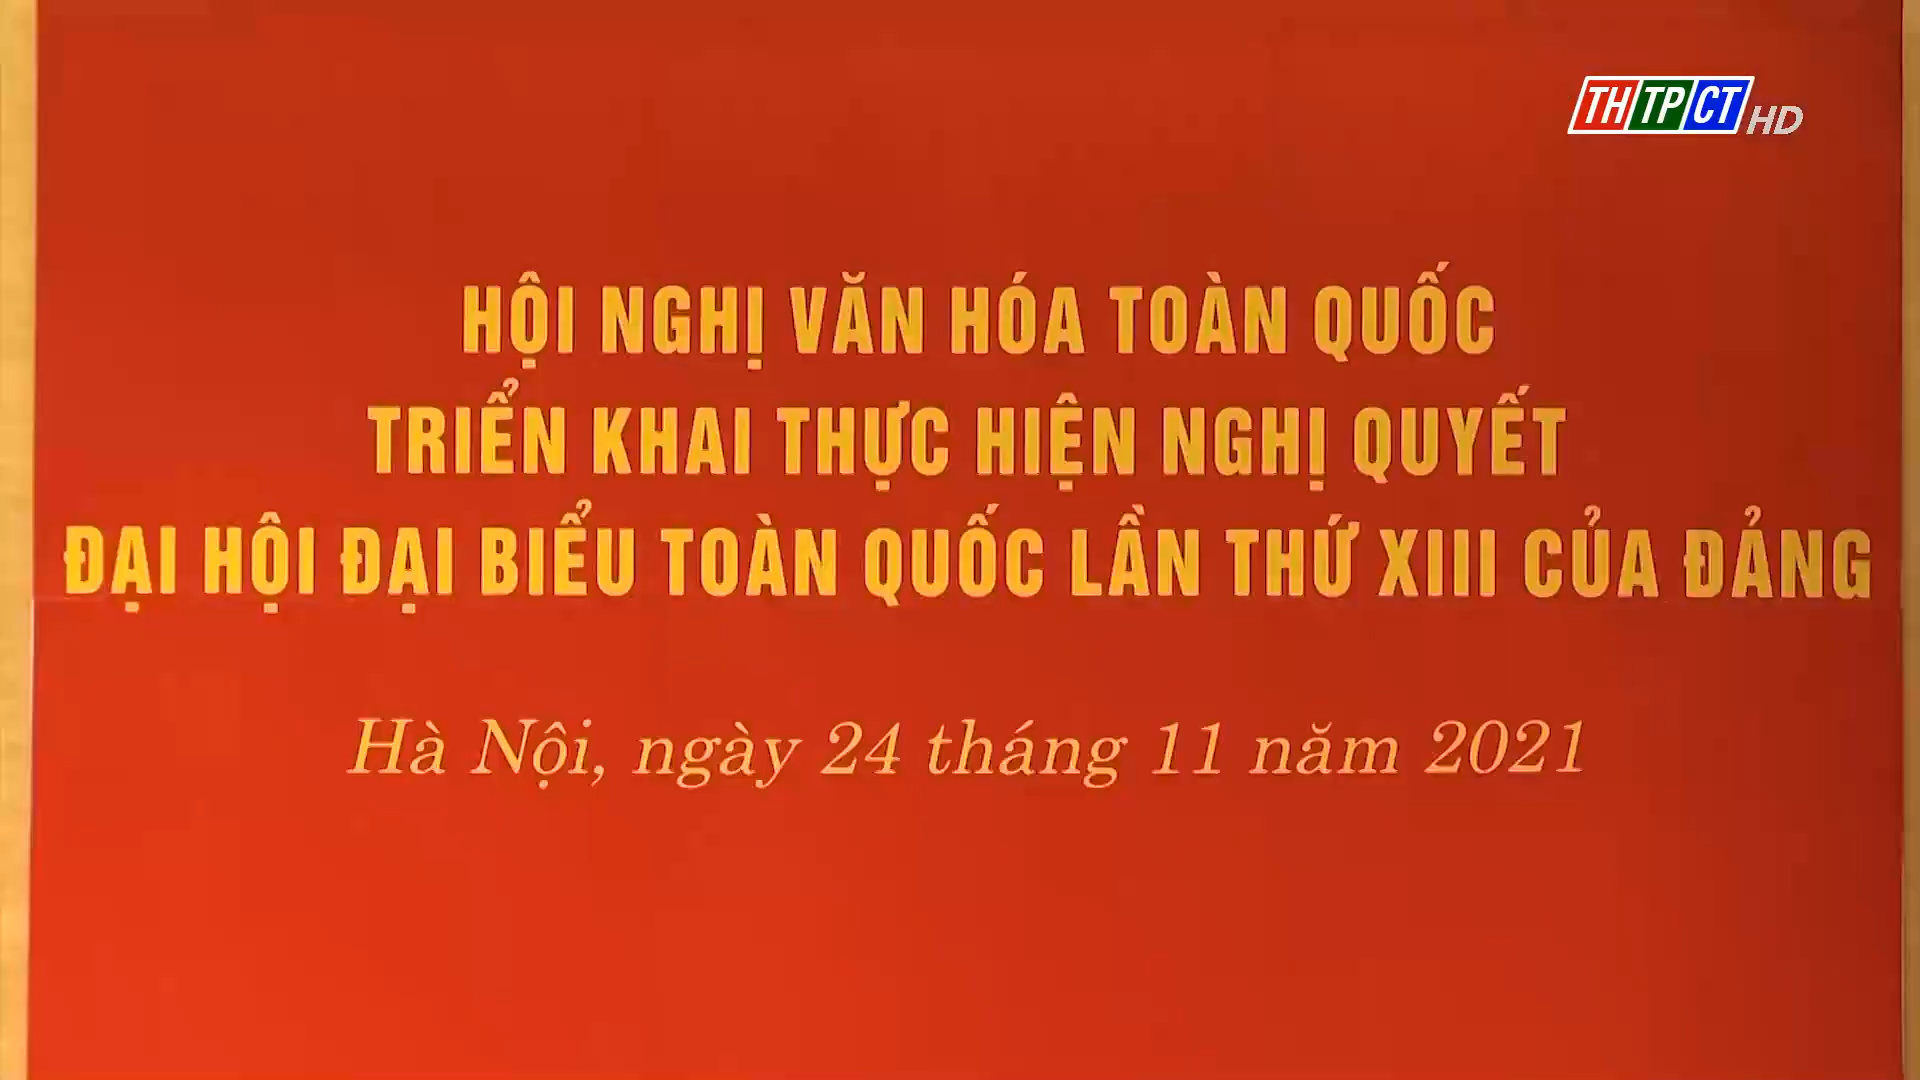 THTPCT HD
HỘI NGHỊ VĂN HÓA TOÀN QUỐC
TRIỂN KHAI THỰC HIỆN NGHỊ QUYẾT
ĐẠI HỘI ĐẠI BIỂU TOÀN QUỐC LẦN THỨ XIII CỦA ĐẢNG
Hà Nội, ngày 24 tháng 11 năm 2021